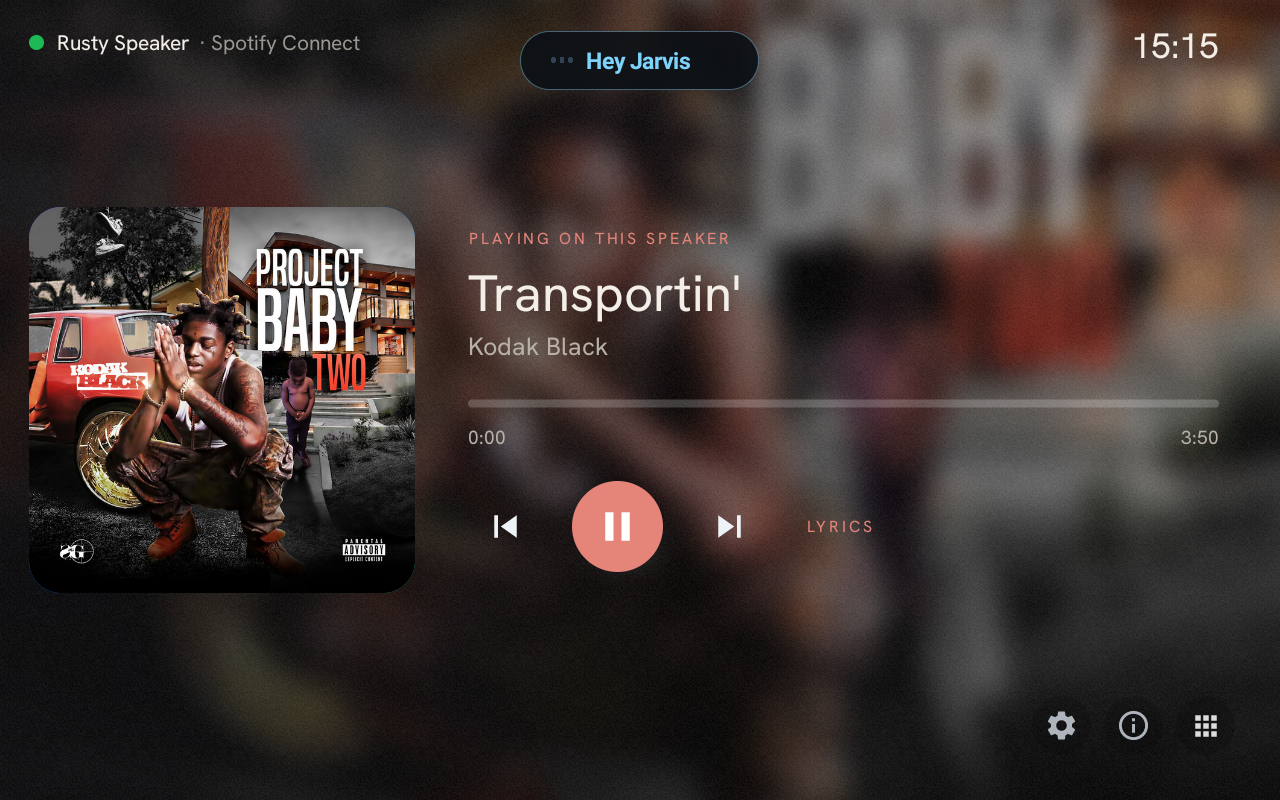 Rusty Speaker · Spotify Connect
Hey Jarvis
15:15
PROJECT
BABY
TWO
KODAK
BLACK
PARENTAL
ADVISORY
EXPLICIT CONTENT
PLAYING ON THIS SPEAKER
Transportin'
Kodak Black
0:00
3:50
LYRICS